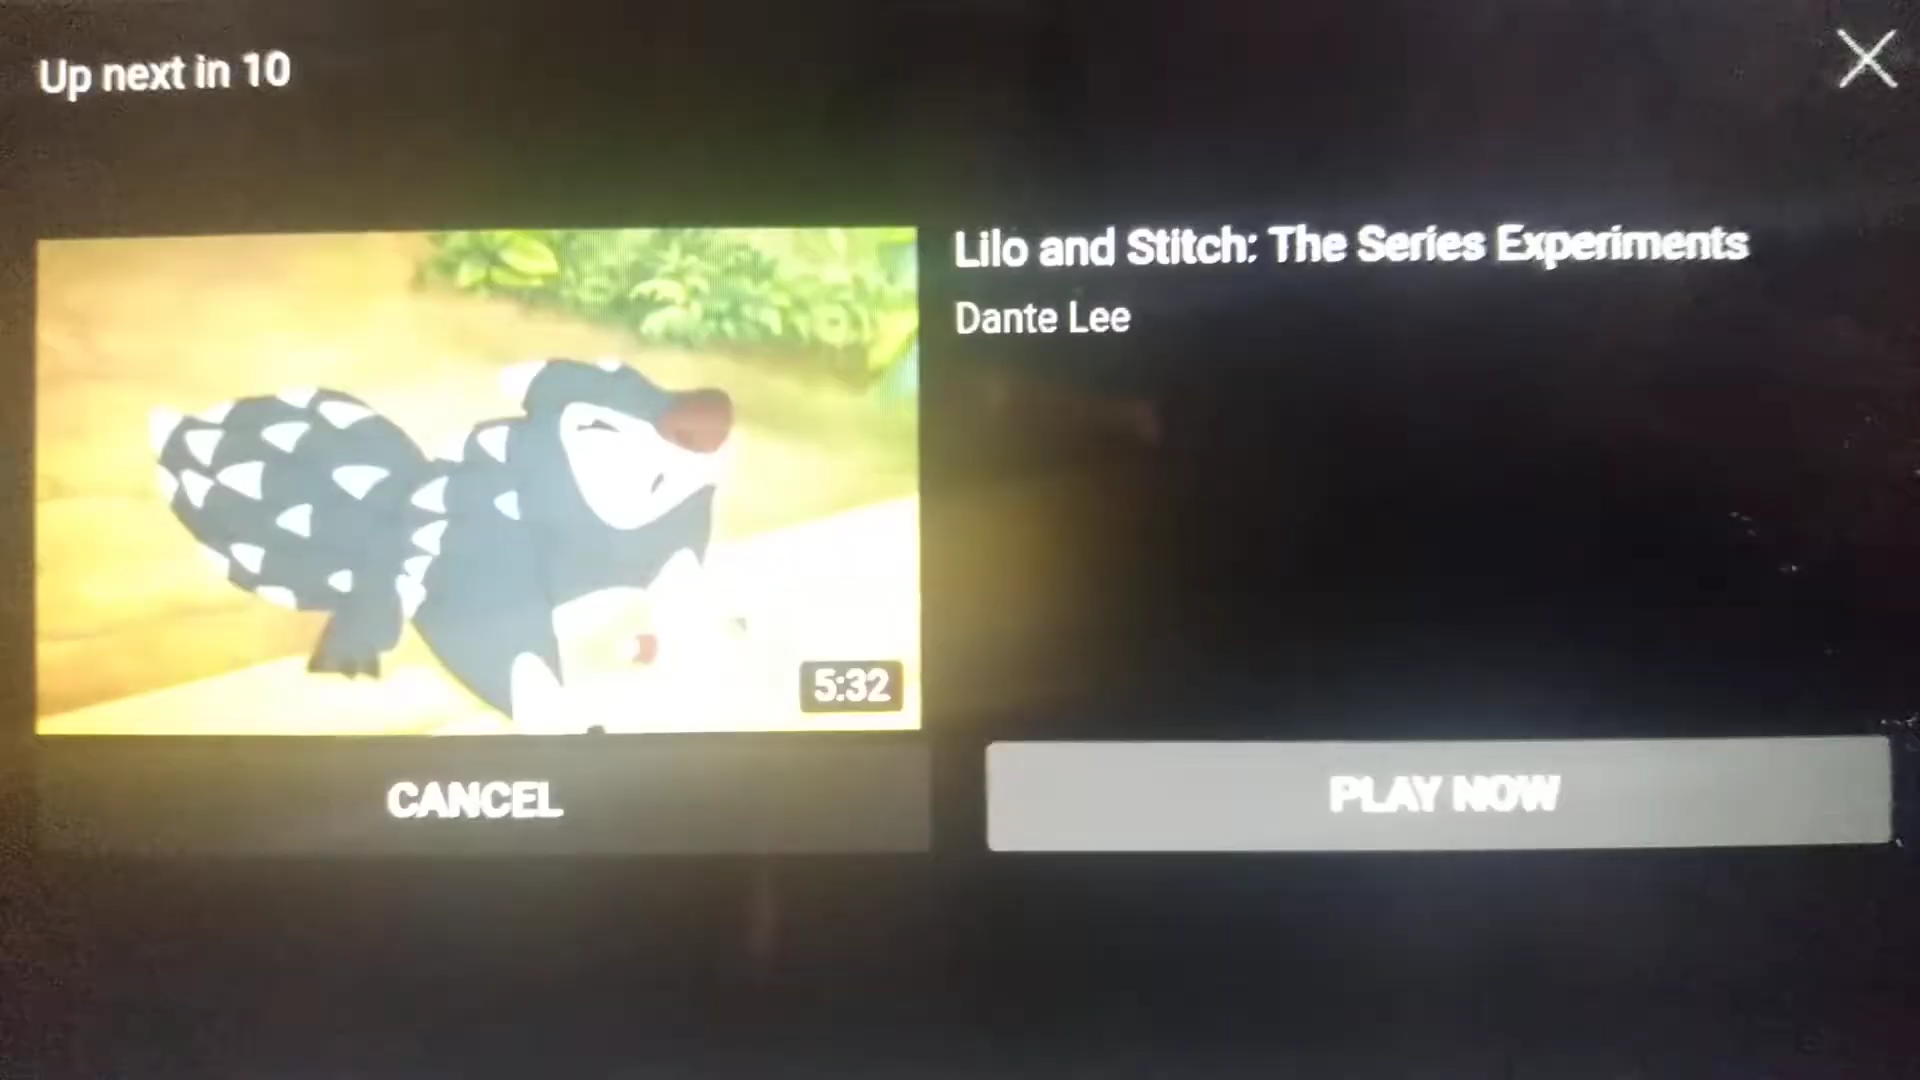 Up next in 10
Lilo and Stitch: The Series Experiments
Dante Lee
5:32
CANCEL
PLAY NOW